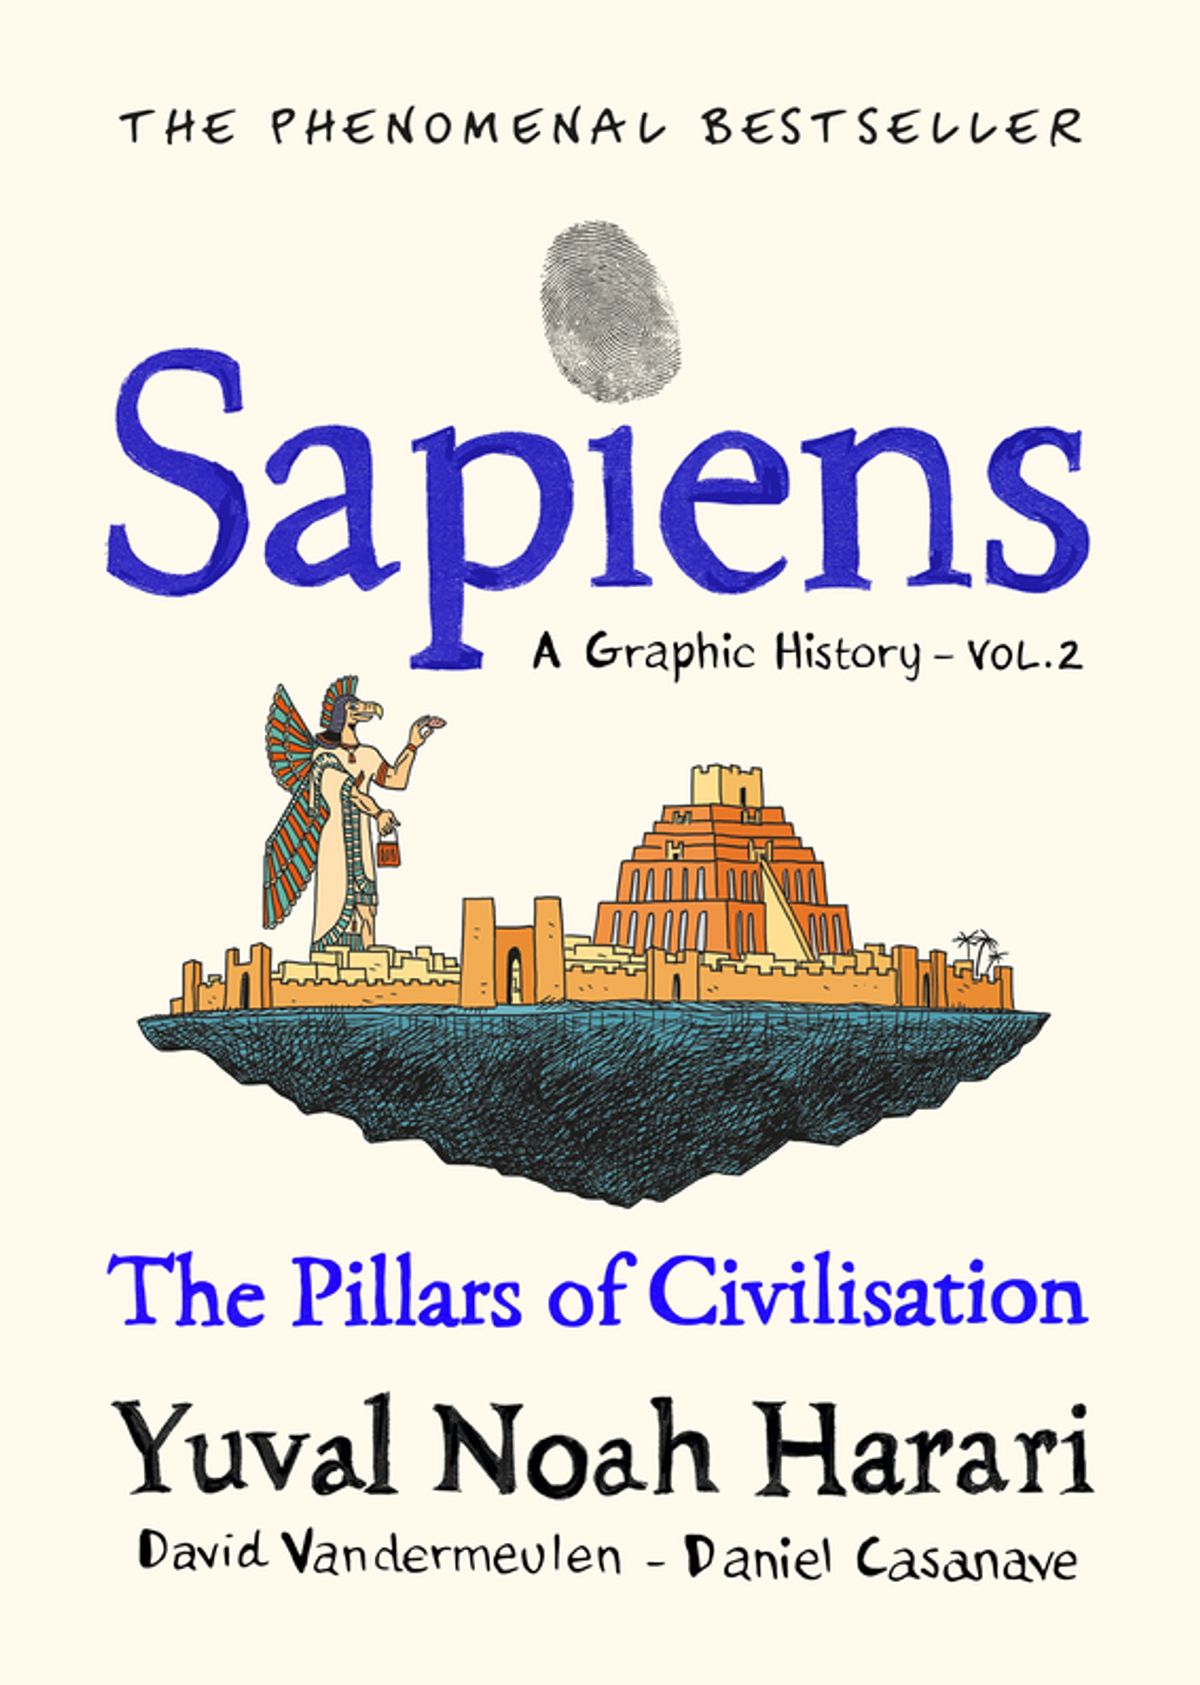 THE PHENOMENAL BESTSELLER
Sapiens
A Graphic History – VOL.2
The Pillars of Civilisation
Yuval Noah Harari
David Vandermeulen – Daniel Casanave